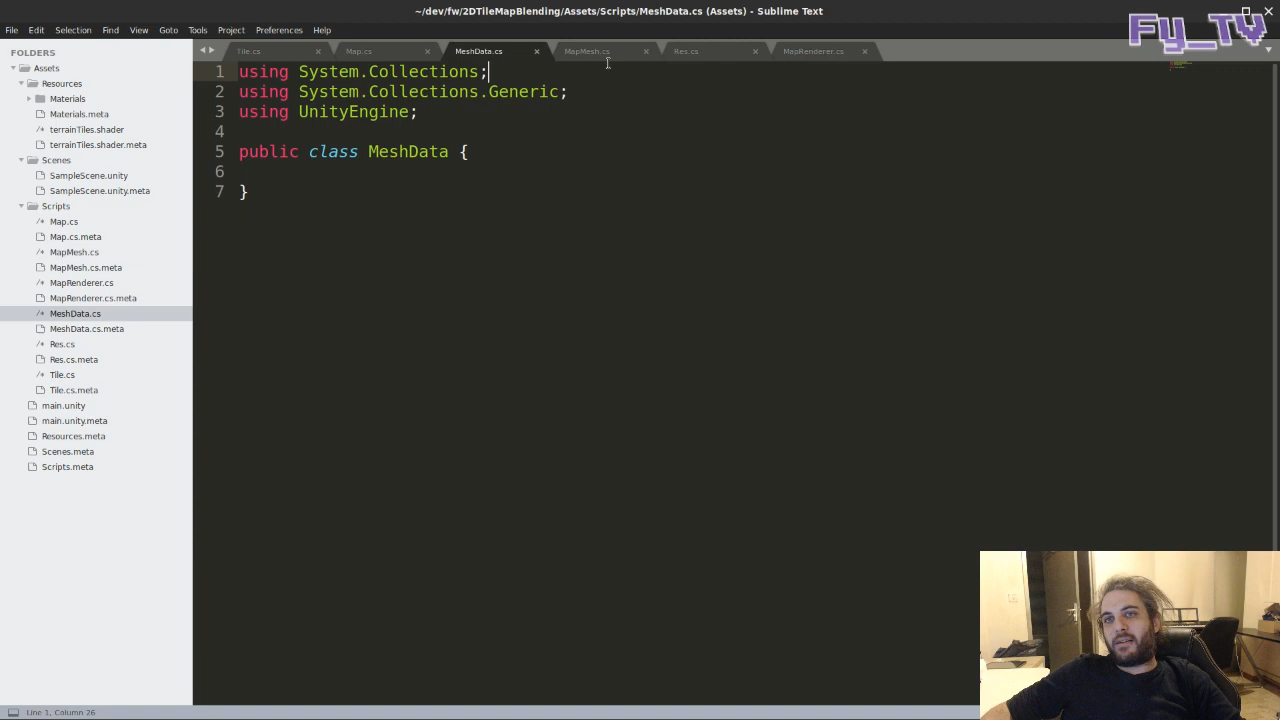 ~/dev/fw/2DTileMapBlending/Assets/Scripts/MeshData.cs (Assets) - Sublime Text
Fy_TV
File Edit Selection Find View Goto Tools Project Preferences Help
FOLDERS
Assets
Resources
Materials
Materials.meta
terrainTiles.shader
terrainTiles.shader.meta
Scenes
SampleScene.unity
SampleScene.unity.meta
Scripts
Map.cs
Map.cs.meta
MapMesh.cs
MapMesh.cs.meta
MapRenderer.cs
MapRenderer.cs.meta
MeshData.cs
MeshData.cs.meta
Res.cs
Res.cs.meta
Tile.cs
Tile.cs.meta
main.unity
main.unity.meta
Resources.meta
Scenes.meta
Scripts.meta
Tile.cs Map.cs MeshData.cs MapMesh.cs Res.cs MapRenderer.cs
1 using System.Collections;
2 using System.Collections.Generic;
3 using UnityEngine;
4
5 public class MeshData {
6
7 }
Line 1, Column 26